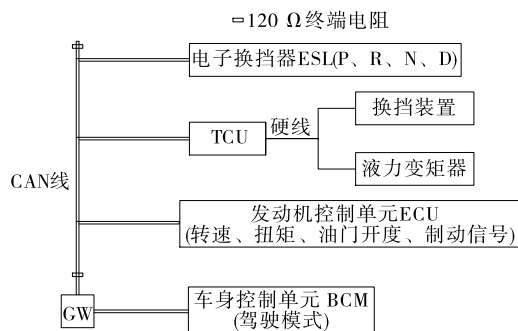 120 Ω终端电阻
电子换挡器ESL(P、R、N、D)
换挡装置
TCU
硬线
液力变矩器
CAN线
发动机控制单元ECU
(转速、扭矩、油门开度、制动信号)
GW
车身控制单元 BCM
(驾驶模式)